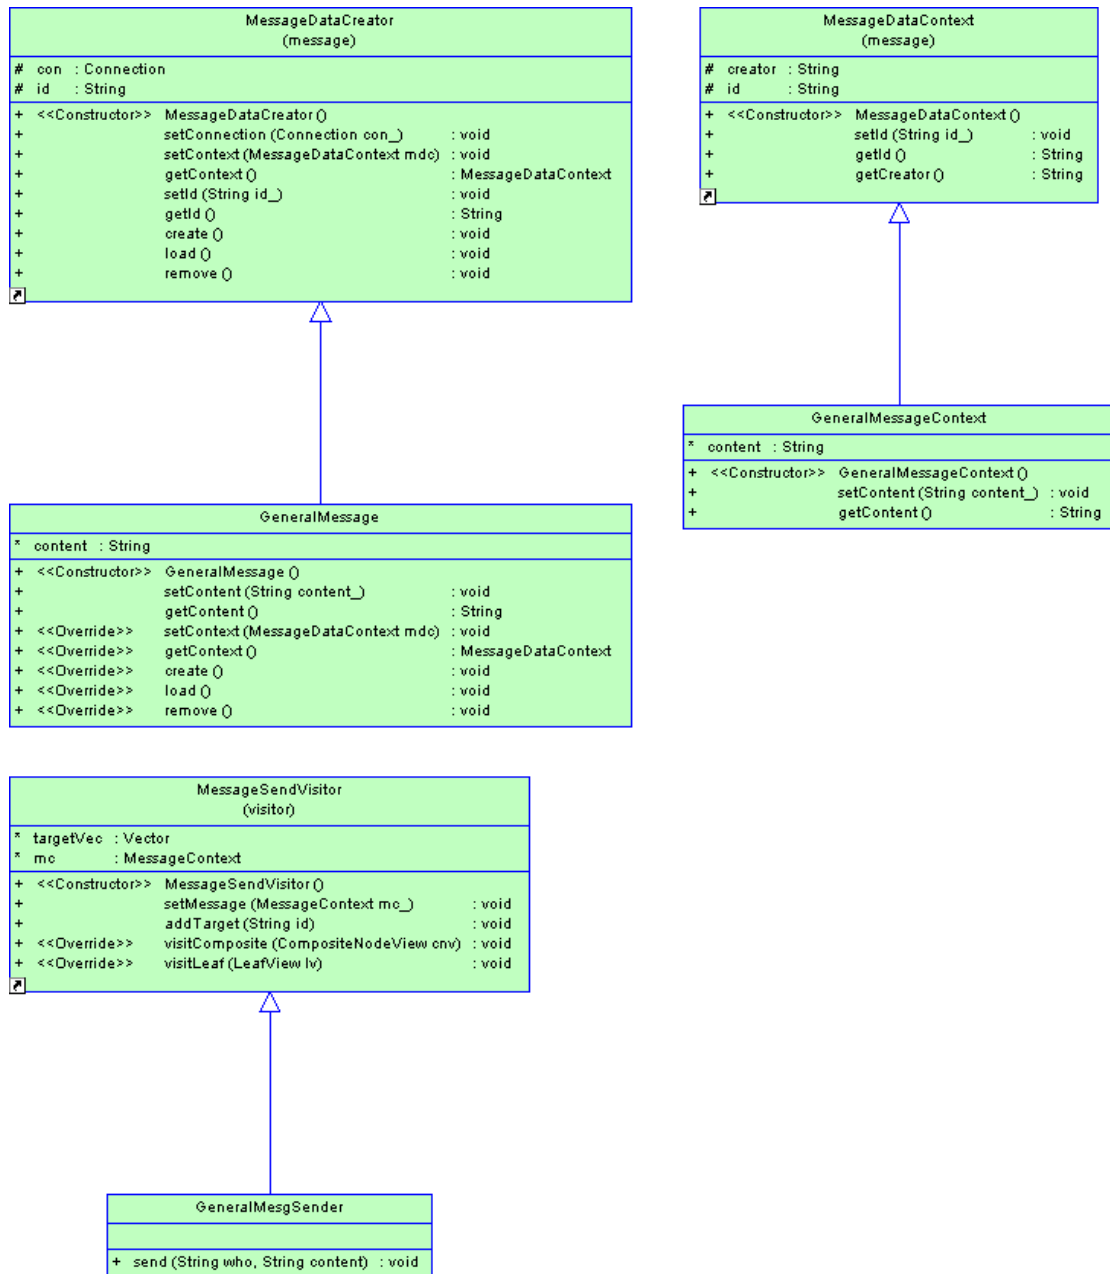 MessageDataCreator
(message)
# con : Connection
# id : String
+ <<Constructor>> MessageDataCreator ()
+ setConnection (Connection con_) : void
+ setContext (MessageDataContext mdc) : void
+ getContext () : MessageDataContext
+ setId (String id_) : void
+ getId () : String
+ create () : void
+ load () : void
+ remove () : void
MessageDataContext
(message)
# creator : String
# id : String
+ <<Constructor>> MessageDataContext ()
+ setId (String id_) : void
+ getId () : String
+ getCreator () : String
GeneralMessageContext
* content : String
+ <<Constructor>> GeneralMessageContext ()
+ setContent (String content_) : void
+ getContent () : String
GeneralMessage
* content : String
+ <<Constructor>> GeneralMessage ()
+ setContent (String content_) : void
+ getContent () : String
+ <<Override>> setContext (MessageDataContext mdc) : void
+ <<Override>> getContext () : MessageDataContext
+ <<Override>> create () : void
+ <<Override>> load () : void
+ <<Override>> remove () : void
MessageSendVisitor
(visitor)
* targetVec : Vector
* mc : MessageContext
+ <<Constructor>> MessageSendVisitor ()
+ setMessage (MessageContext mc_) : void
+ addTarget (String id) : void
+ <<Override>> visitComposite (CompositeNodeView cnv) : void
+ <<Override>> visitLeaf (LeafView lv) : void
GeneralMesgSender
+ send (String who, String content) : void